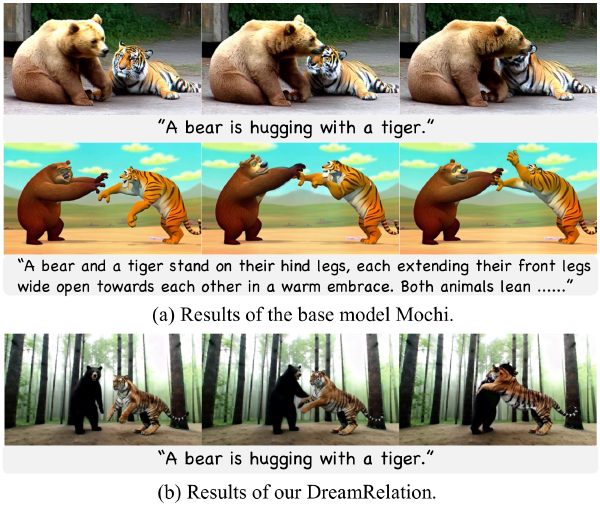 "A bear is hugging with a tiger."
"A bear and a tiger stand on their hind legs, each extending their front legs
wide open towards each other in a warm embrace. Both animals lean ......"
(a) Results of the base model Mochi.
"A bear is hugging with a tiger."
(b) Results of our DreamRelation.